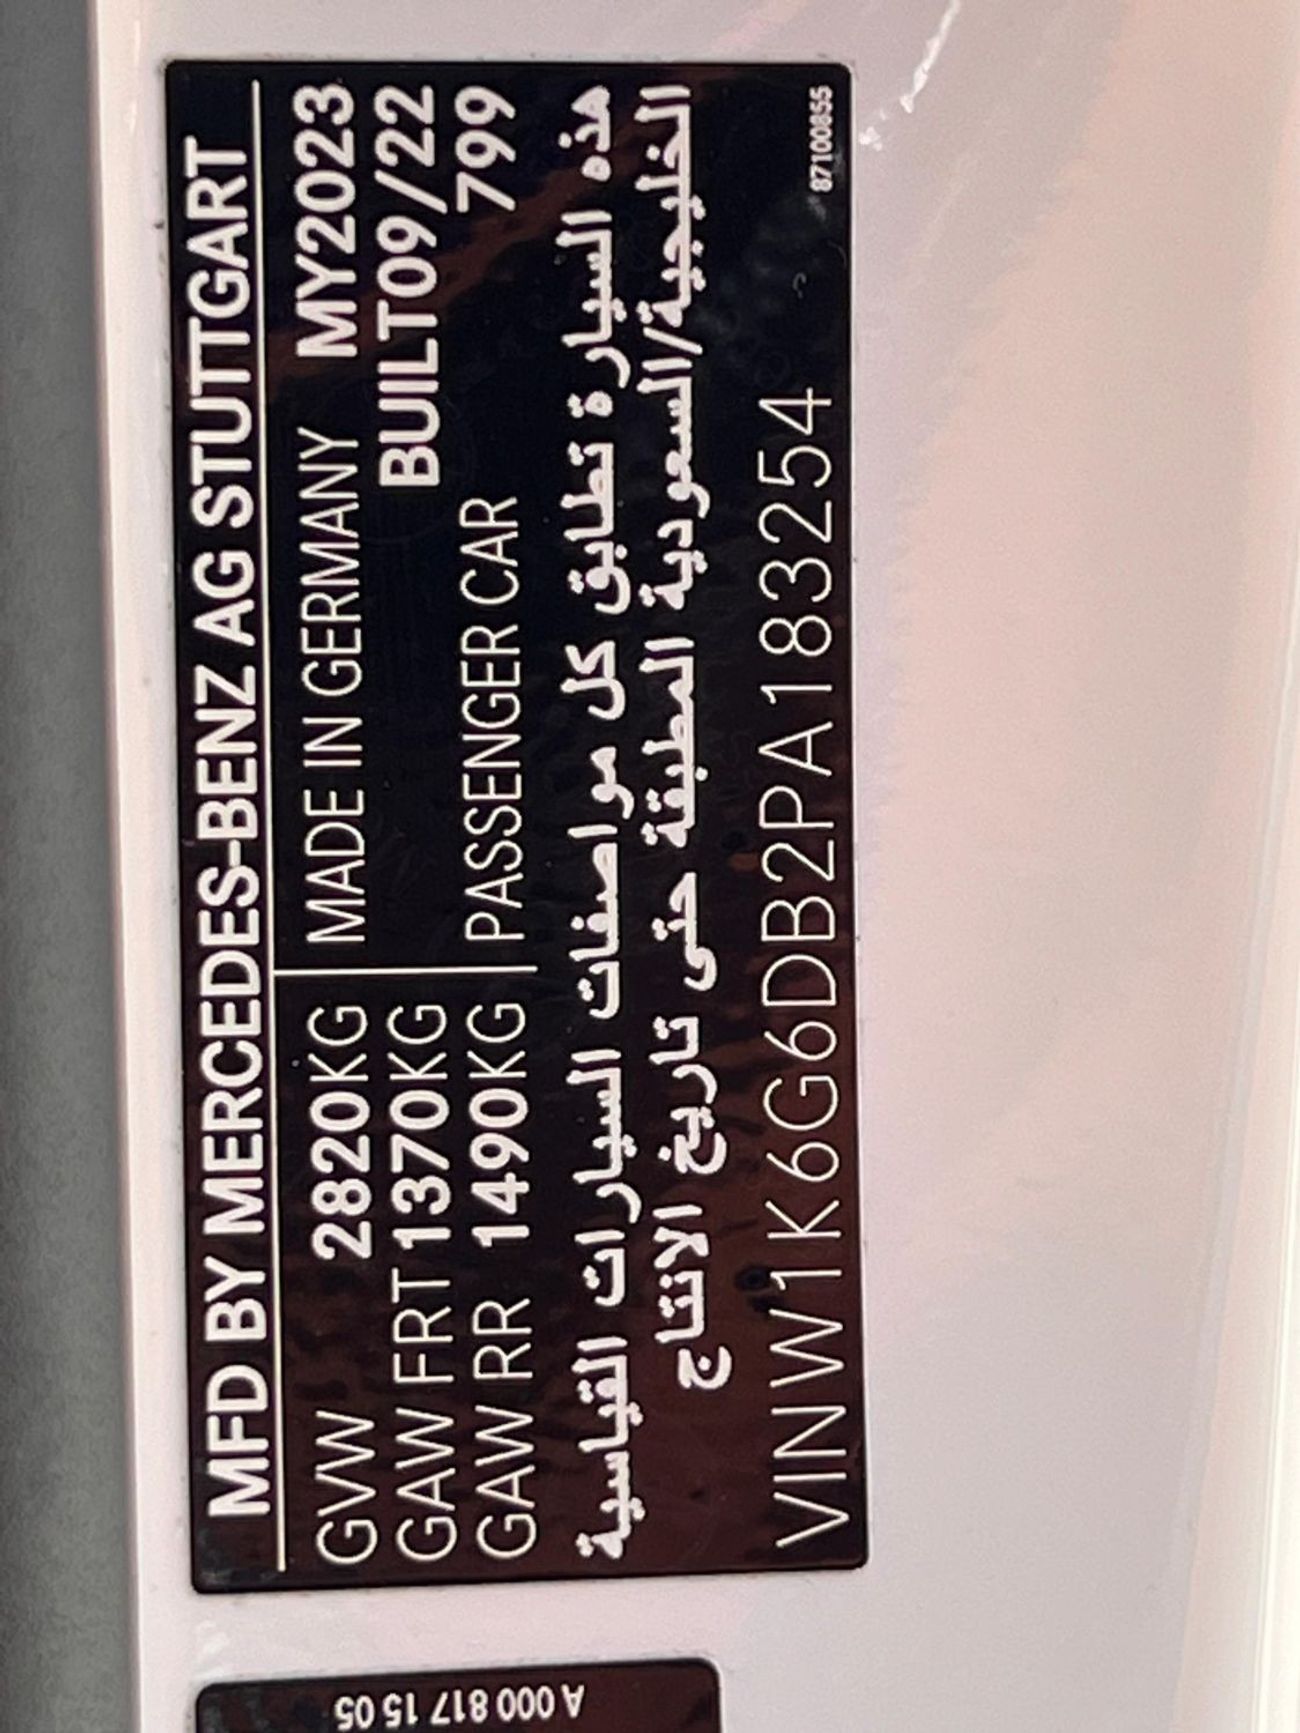 MFD BY MERCEDES-BENZ AG STUTTGART
GVW 2820KG MADE IN GERMANY MY2023
GAW FRT 1370KG BUILT09/22
GAW RR 1490KG PASSENGER CAR 799
هذه السيارة تطابق كل مواصفات السيارات القياسية
الخليجية/السعودية المطبقة حتى تاريخ الانتاج
VIN W1K6G6DB2PA183254
87100855
A 000 817 15 05